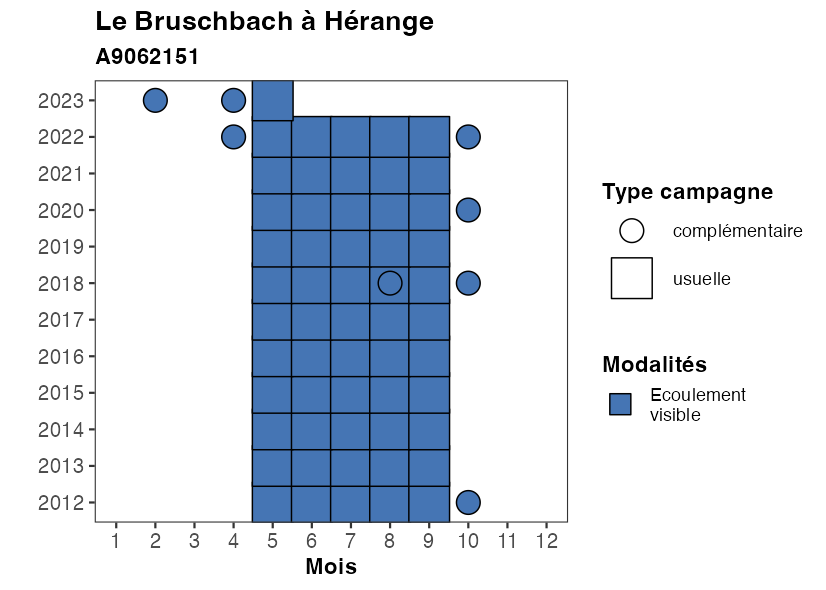 Le Bruschbach à Hérange
A9062151
2023
2022
2021
2020
2019
2018
2017
2016
2015
2014
2013
2012
1 2 3 4 5 6 7 8 9 10 11 12
Mois
Type campagne
complémentaire
usuelle
Modalités
Ecoulement
visible